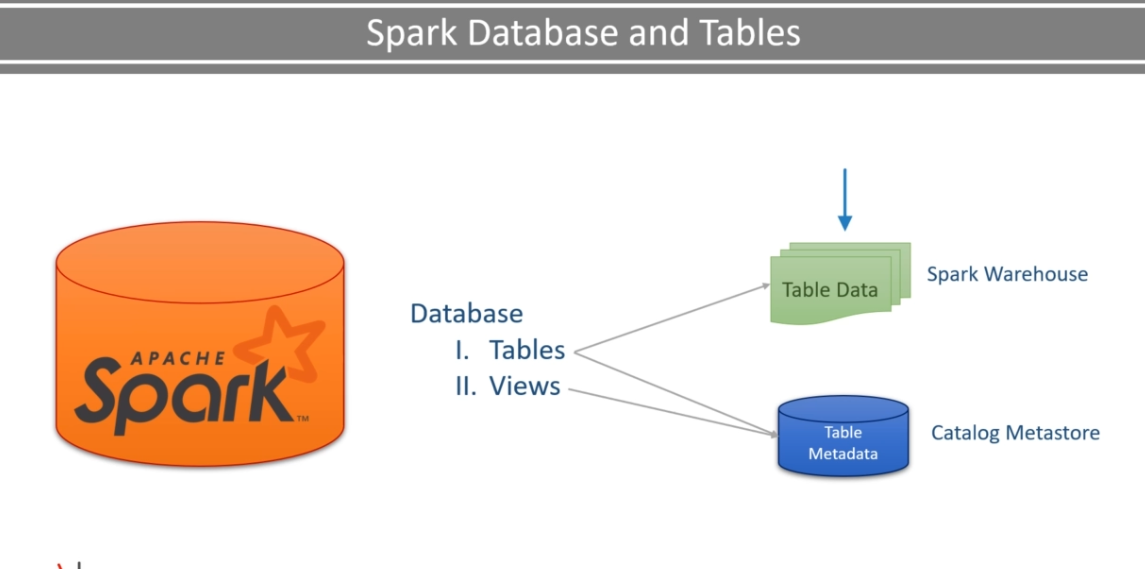 Spark Database and Tables
APACHE
Spark™
Database
I. Tables
II. Views
Table Data
Spark Warehouse
Table
Metadata
Catalog Metastore